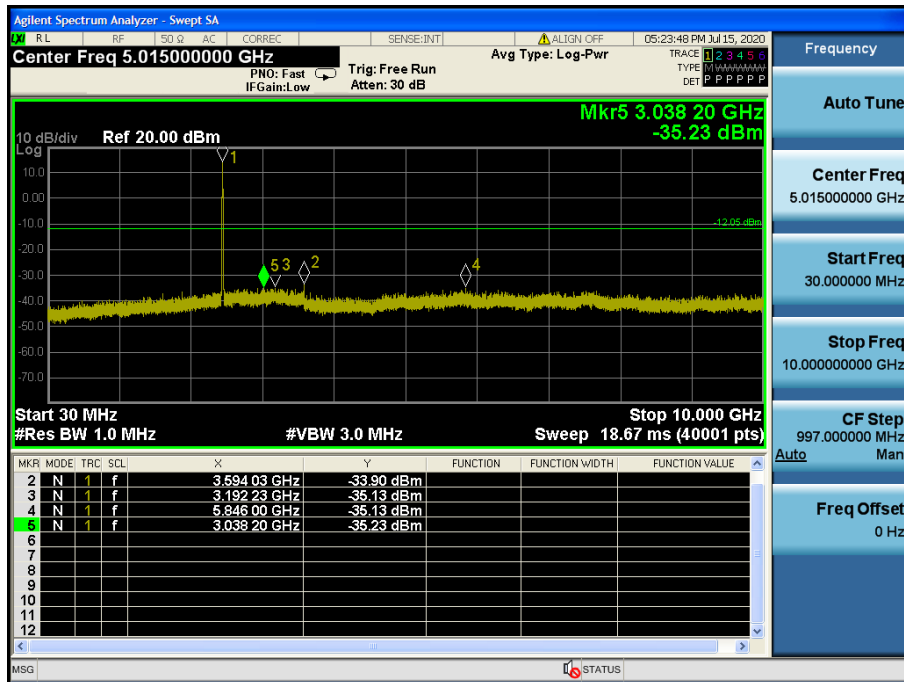 Agilent Spectrum Analyzer - Swept SA
LXI RL RF 50 Ω AC CORREC SENSE:INT ALIGN OFF 05:23:48 PM Jul 15, 2020
Center Freq 5.015000000 GHz
PNO: Fast
IFGain:Low
Trig: Free Run
Atten: 30 dB
Avg Type: Log-Pwr
TRACE 1 2 3 4 5 6
TYPE M WWWWW
DET P P P P P P
Mkr5 3.038 20 GHz
-35.23 dBm
10 dB/div
Log
Ref 20.00 dBm
10.0
0.00
-10.0
-20.0
-30.0
-40.0
-50.0
-60.0
-70.0
1
-12.05 dBm
5 3 2
4
Start 30 MHz
Stop 10.000 GHz
#Res BW 1.0 MHz
#VBW 3.0 MHz
Sweep 18.67 ms (40001 pts)
MKR MODE TRC SCL X Y FUNCTION FUNCTION WIDTH FUNCTION VALUE
2 N 1 f 3.594 03 GHz -33.90 dBm
3 N 1 f 3.192 23 GHz -35.13 dBm
4 N 1 f 5.846 00 GHz -35.13 dBm
5 N 1 f 3.038 20 GHz -35.23 dBm
6
7
8
9
10
11
12
MSG
STATUS
Frequency
Auto Tune
Center Freq
5.015000000 GHz
Start Freq
30.000000 MHz
Stop Freq
10.000000000 GHz
CF Step
997.000000 MHz
Auto Man
Freq Offset
0 Hz